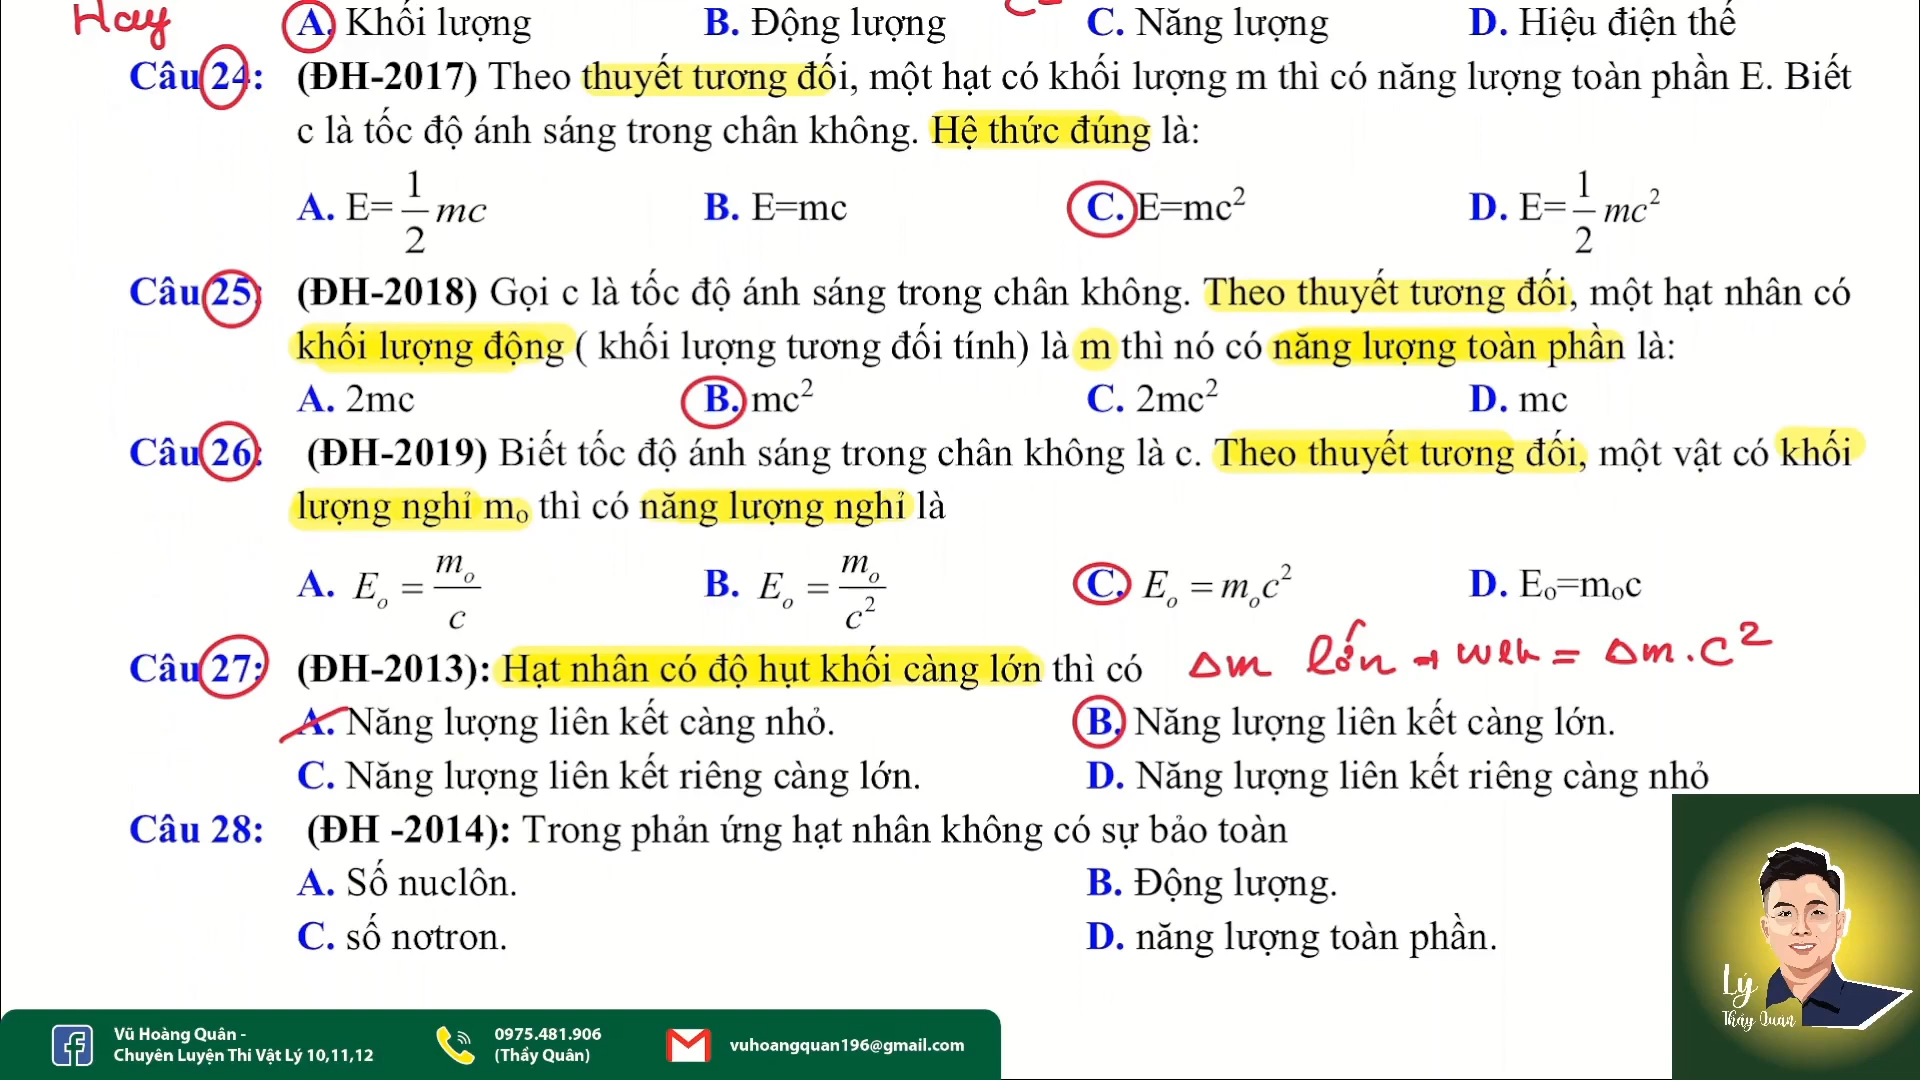 Hay A. Khối lượng B. Động lượng C. Năng lượng D. Hiệu điện thế
Câu 24: (ĐH-2017) Theo thuyết tương đối, một hạt có khối lượng m thì có năng lượng toàn phần E. Biết
c là tốc độ ánh sáng trong chân không. Hệ thức đúng là:
A. E=1/2 mc B. E=mc C. E=mc² D. E=1/2 mc²
Câu 25: (ĐH-2018) Gọi c là tốc độ ánh sáng trong chân không. Theo thuyết tương đối, một hạt nhân có
khối lượng động ( khối lượng tương đối tính) là m thì nó có năng lượng toàn phần là:
A. 2mc B. mc² C. 2mc² D. mc
Câu 26: (ĐH-2019) Biết tốc độ ánh sáng trong chân không là c. Theo thuyết tương đối, một vật có khối
lượng nghỉ mₒ thì có năng lượng nghỉ là
A. Eₒ = mₒ/c B. Eₒ = mₒ/c² C. Eₒ = mₒc² D. Eₒ=mₒc
Câu 27: (ĐH-2013): Hạt nhân có độ hụt khối càng lớn thì có Δm lớn → Wlk = Δm.c²
A. Năng lượng liên kết càng nhỏ. B. Năng lượng liên kết càng lớn.
C. Năng lượng liên kết riêng càng lớn. D. Năng lượng liên kết riêng càng nhỏ
Câu 28: (ĐH -2014): Trong phản ứng hạt nhân không có sự bảo toàn
A. Số nuclôn. B. Động lượng.
C. số nơtron. D. năng lượng toàn phần.
Lý
Thầy Quân
Vũ Hoàng Quân -
Chuyên Luyện Thi Vật Lý 10,11,12
0975.481.906
(Thầy Quân)
vuhoangquan196@gmail.com